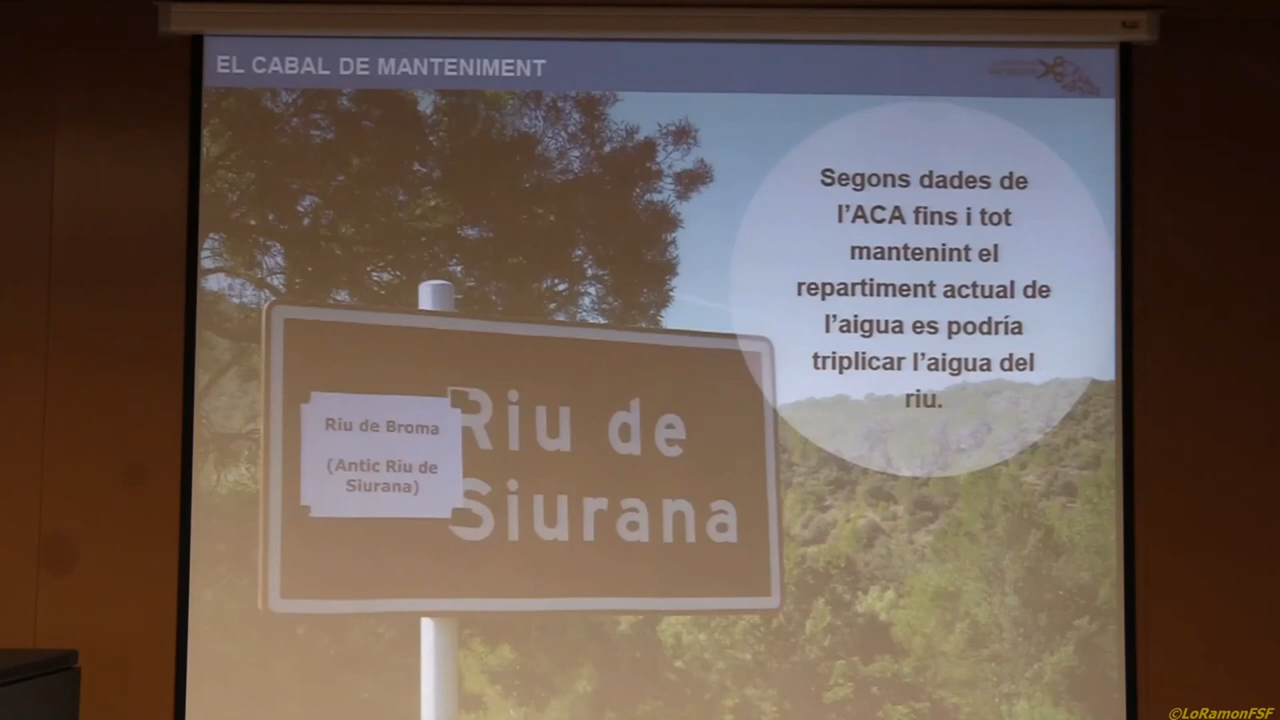 EL CABAL DE MANTENIMENT
Segons dades de
l'ACA fins i tot
mantenint el
repartiment actual de
l'aigua es podría
triplicar l'aigua del
riu.
Riu de
Siurana
Riu de Broma
(Antic Riu de
Siurana)
©LoRamonFSF